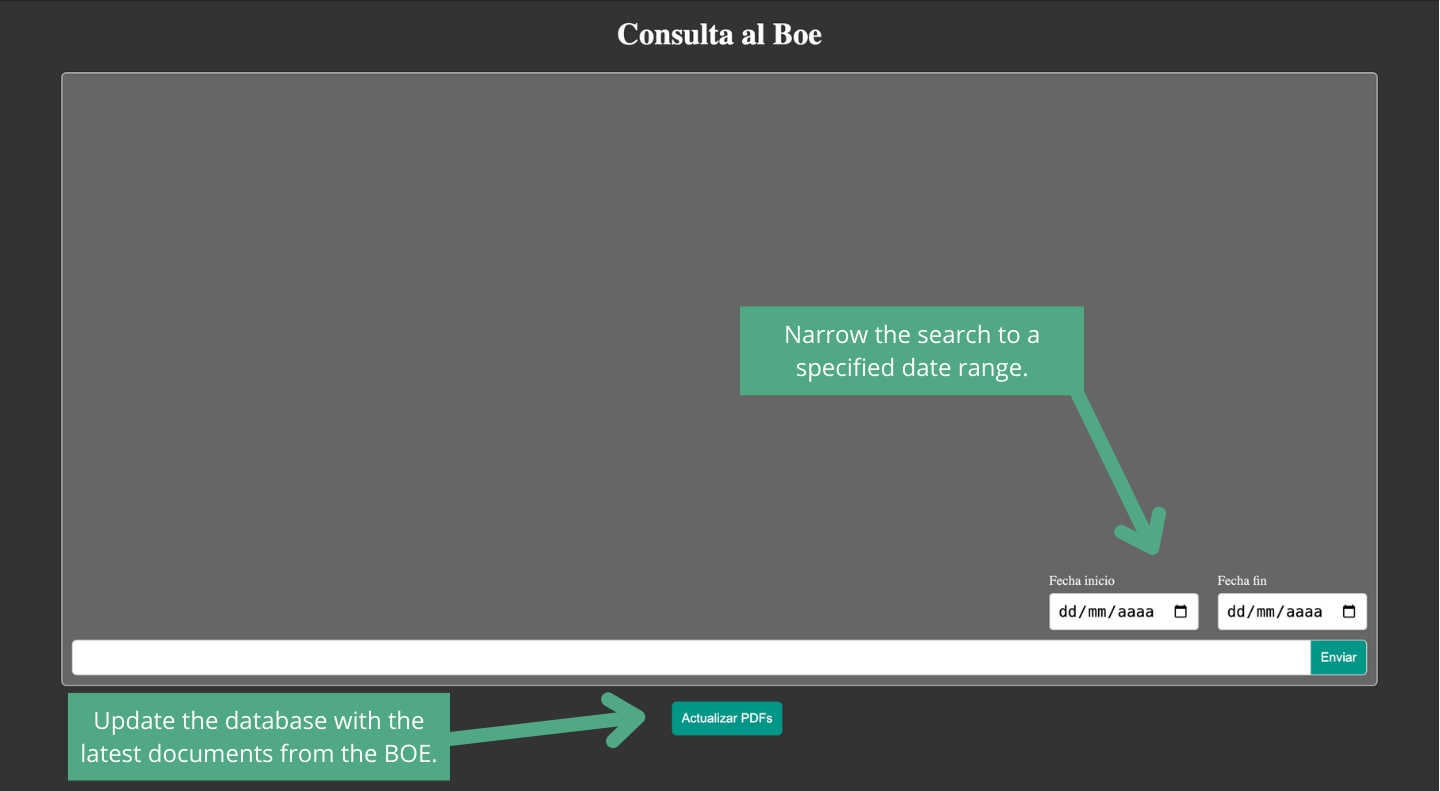 Consulta al Boe
Narrow the search to a
specified date range.
Fecha inicio
Fecha fin
dd/mm/aaaa
dd/mm/aaaa
Enviar
Update the database with the
latest documents from the BOE.
Actualizar PDFs